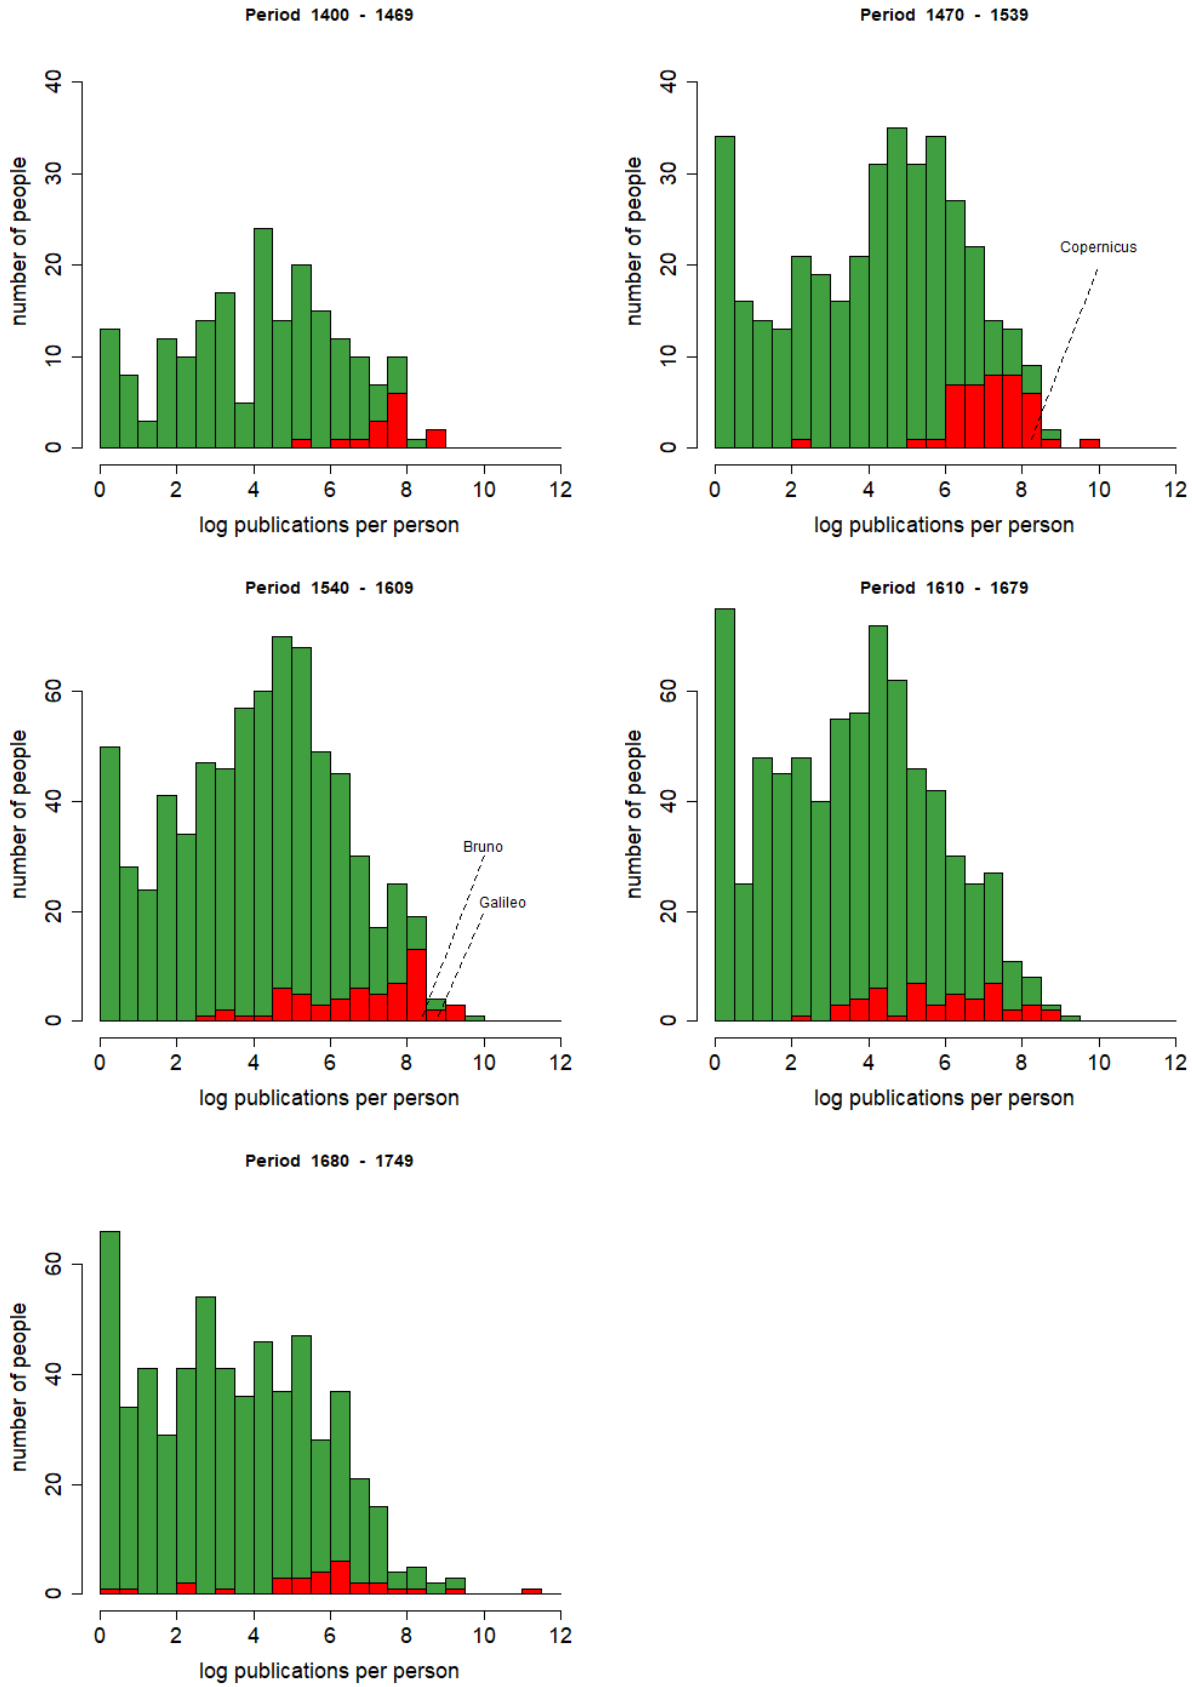 Period 1400 - 1469
number of people
0 10 20 30 40
0 2 4 6 8 10 12
log publications per person
Period 1470 - 1539
number of people
0 10 20 30 40
Copernicus
0 2 4 6 8 10 12
log publications per person
Period 1540 - 1609
number of people
0 20 40 60
Bruno
Galileo
0 2 4 6 8 10 12
log publications per person
Period 1610 - 1679
number of people
0 20 40 60
0 2 4 6 8 10 12
log publications per person
Period 1680 - 1749
number of people
0 20 40 60
0 2 4 6 8 10 12
log publications per person